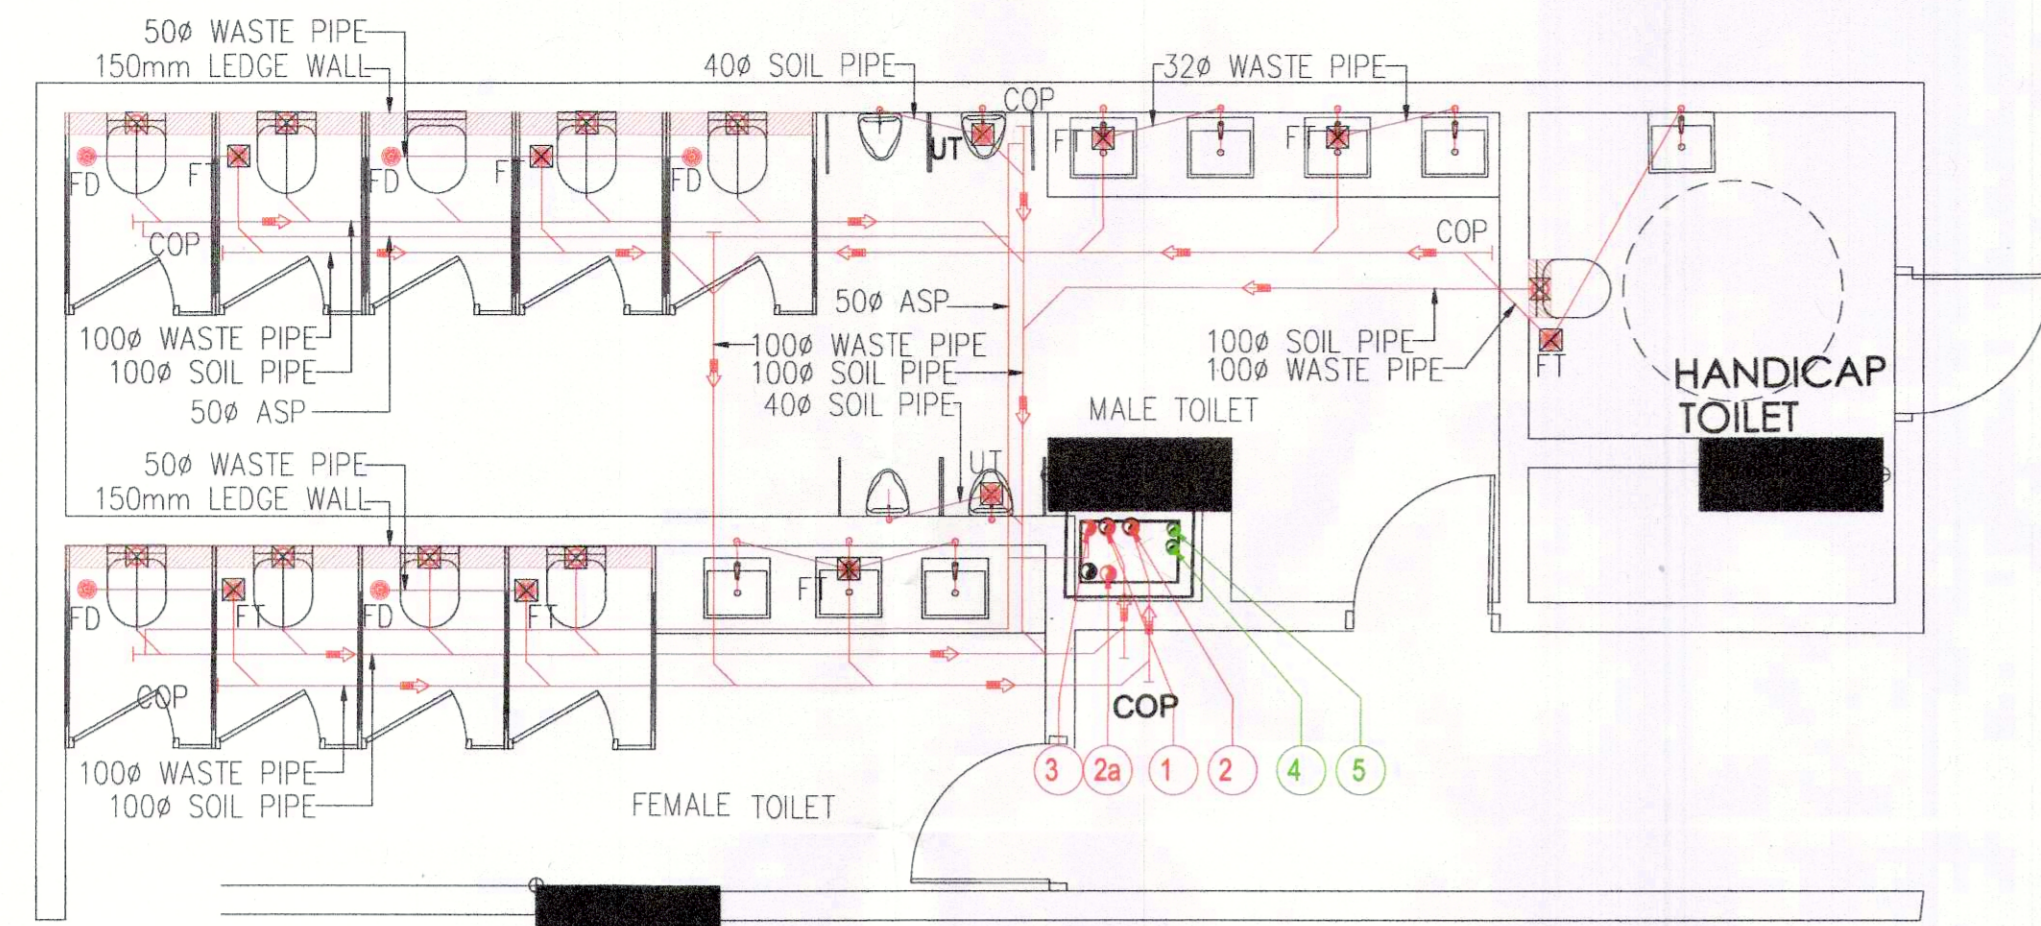 50ø WASTE PIPE
150mm LEDGE WALL
40ø SOIL PIPE
32ø WASTE PIPE
COP
UT
FT
FT
FD
FT
FD
FT
FD
COP
COP
50ø ASP
100ø WASTE PIPE
100ø SOIL PIPE
50ø ASP
100ø WASTE PIPE
100ø SOIL PIPE
40ø SOIL PIPE
100ø SOIL PIPE
100ø WASTE PIPE
FT
HANDICAP
TOILET
MALE TOILET
50ø WASTE PIPE
150mm LEDGE WALL
UT
FD
FT
FD
FT
FT
COP
COP
3
2a
1
2
4
5
100ø WASTE PIPE
100ø SOIL PIPE
FEMALE TOILET